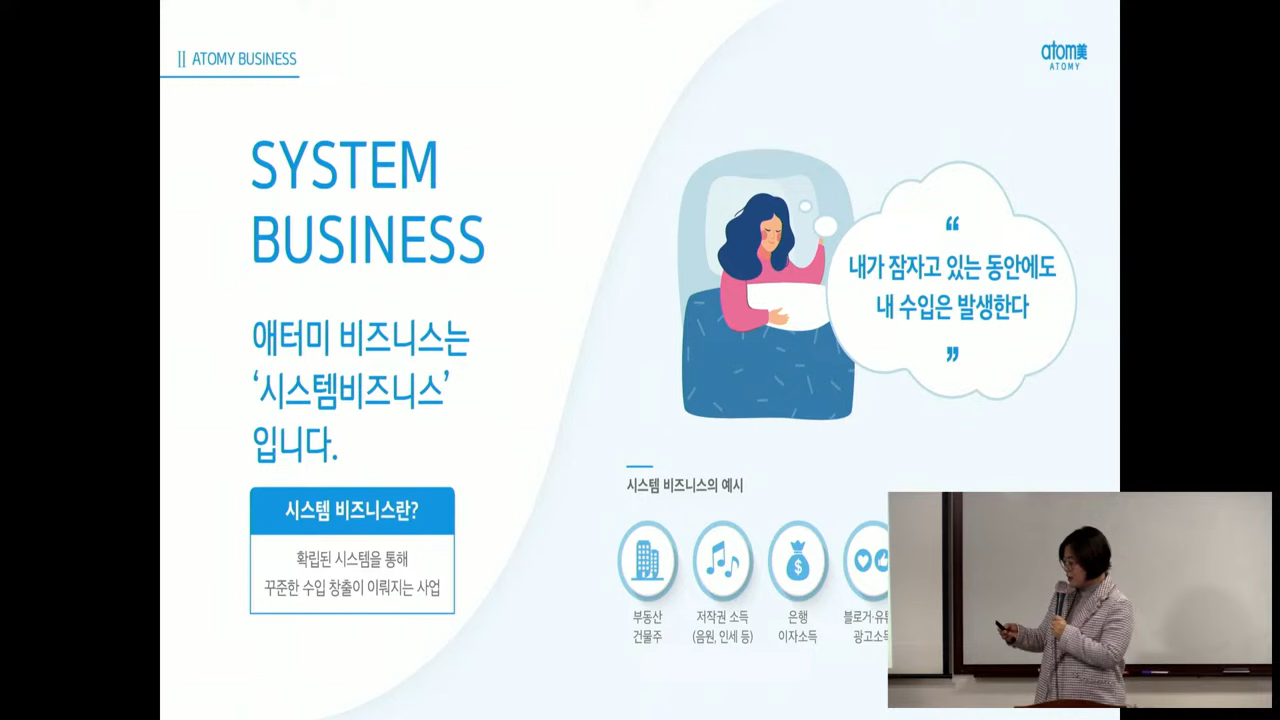 II ATOMY BUSINESS
atom美
ATOMY
SYSTEM
BUSINESS
애터미 비즈니스는
‘시스템비즈니스’
입니다.
시스템 비즈니스란?
확립된 시스템을 통해
꾸준한 수입 창출이 이뤄지는 사업
“
내가 잠자고 있는 동안에도
내 수입은 발생한다
”
시스템 비즈니스의 예시
부동산
건물주
저작권 소득
(음원, 인세 등)
$
은행
이자소득
블로거·유튜
광고소득